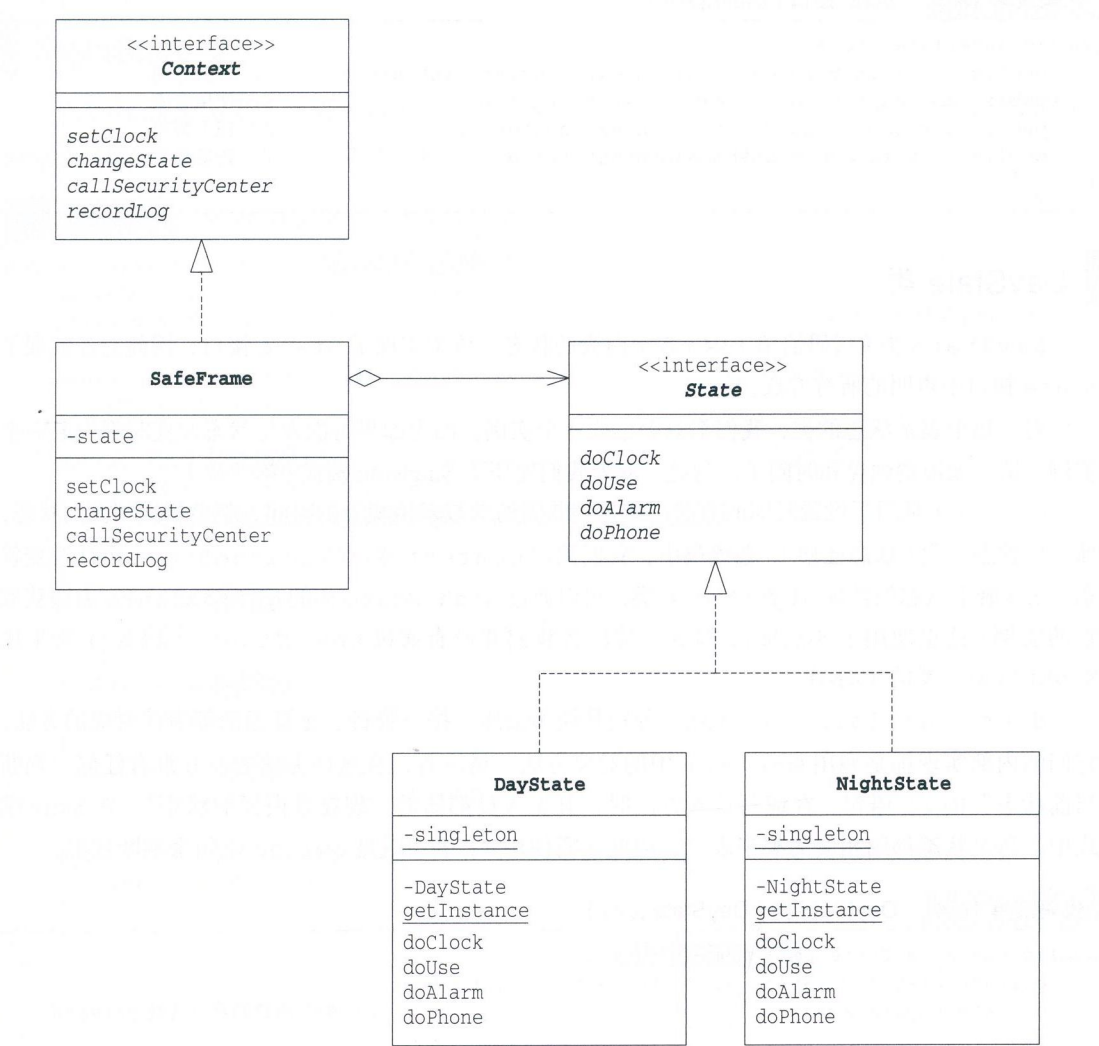 <<interface>>
Context
setClock
changeState
callSecurityCenter
recordLog
SafeFrame
-state
setClock
changeState
callSecurityCenter
recordLog
<<interface>>
State
doClock
doUse
doAlarm
doPhone
DayState
-singleton
-DayState
getInstance
doClock
doUse
doAlarm
doPhone
NightState
-singleton
-NightState
getInstance
doClock
doUse
doAlarm
doPhone